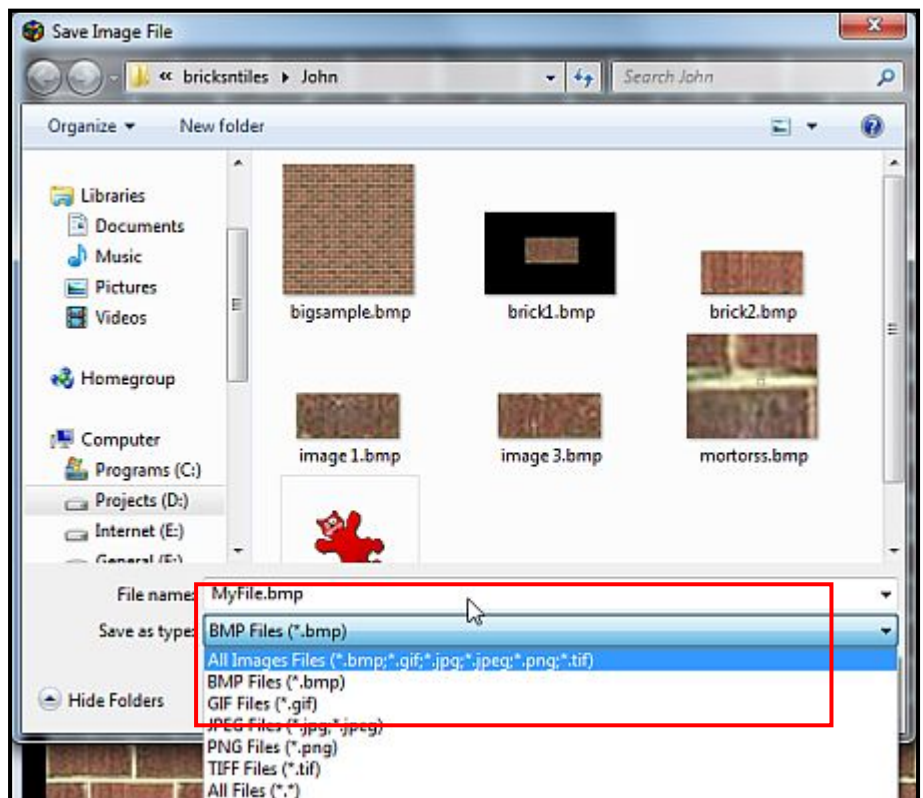 Save Image File
« bricksntiles ▸ John
Search John
Organize
New folder
Libraries
Documents
Music
Pictures
Videos
Homegroup
Computer
Programs (C:)
Projects (D:)
Internet (E:)
General (F:)
bigsample.bmp
brick1.bmp
brick2.bmp
image 1.bmp
image 3.bmp
mortorss.bmp
File name: MyFile.bmp
Save as type: BMP Files (*.bmp)
All Images Files (*.bmp;*.gif;*.jpg;*.jpeg;*.png;*.tif)
BMP Files (*.bmp)
GIF Files (*.gif)
JPEG Files (*.jpg;*.jpeg)
PNG Files (*.png)
TIFF Files (*.tif)
All Files (*.*)
Hide Folders